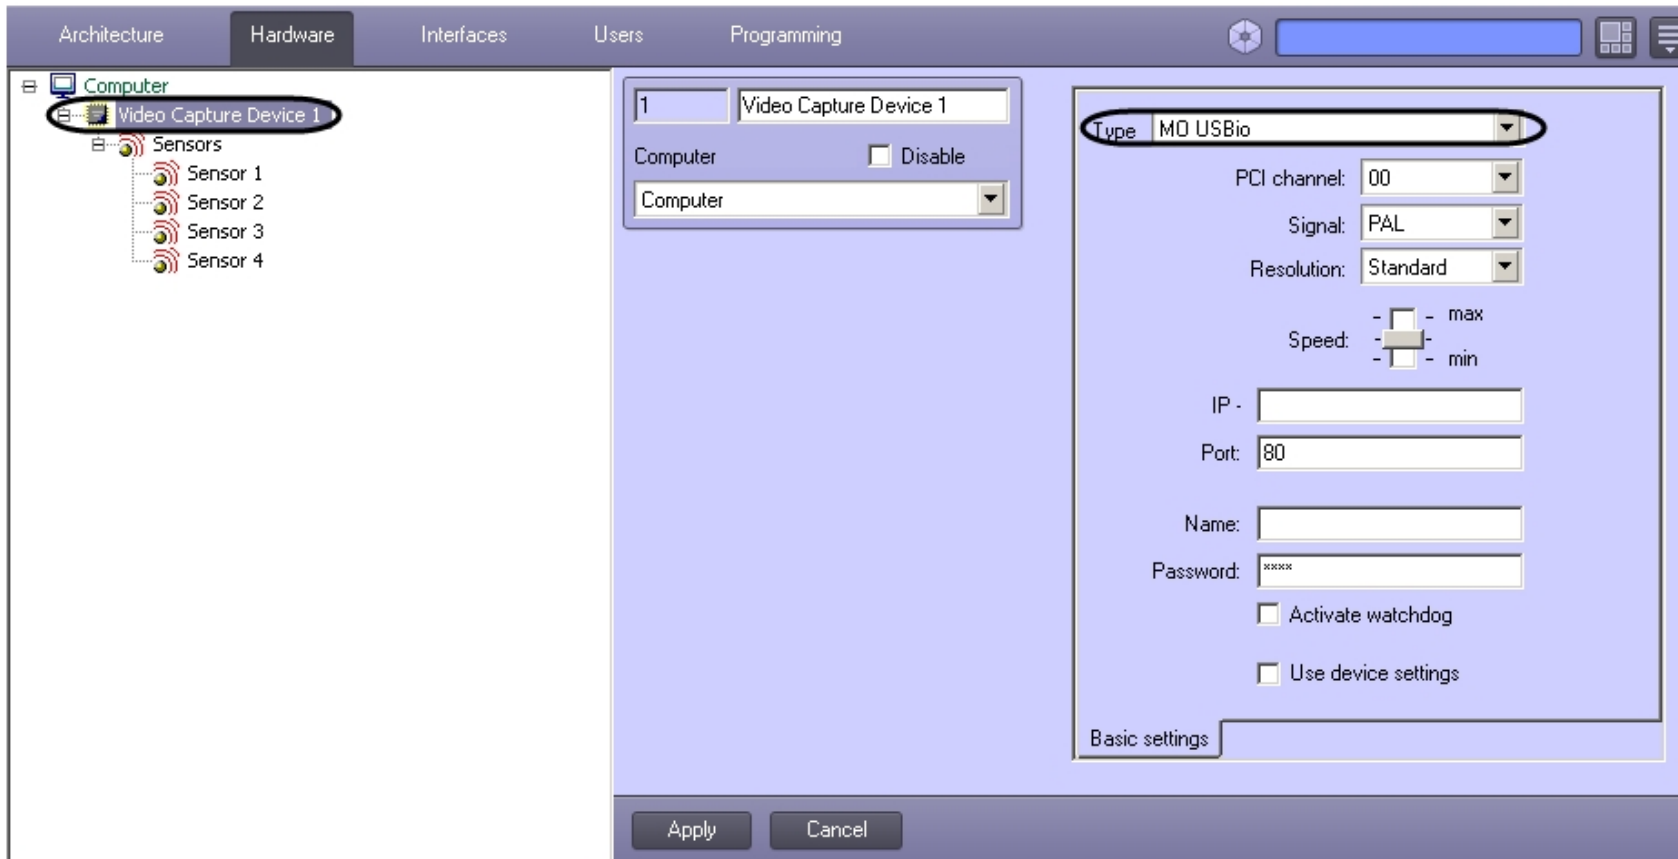 Architecture Hardware Interfaces Users Programming
Computer
Video Capture Device 1
Sensors
Sensor 1
Sensor 2
Sensor 3
Sensor 4
1 Video Capture Device 1
Computer Disable
Computer
Type MO USBio
PCI channel: 00
Signal: PAL
Resolution: Standard
max
Speed:
min
IP -
Port: 80
Name:
Password: ****
Activate watchdog
Use device settings
Basic settings
Apply Cancel